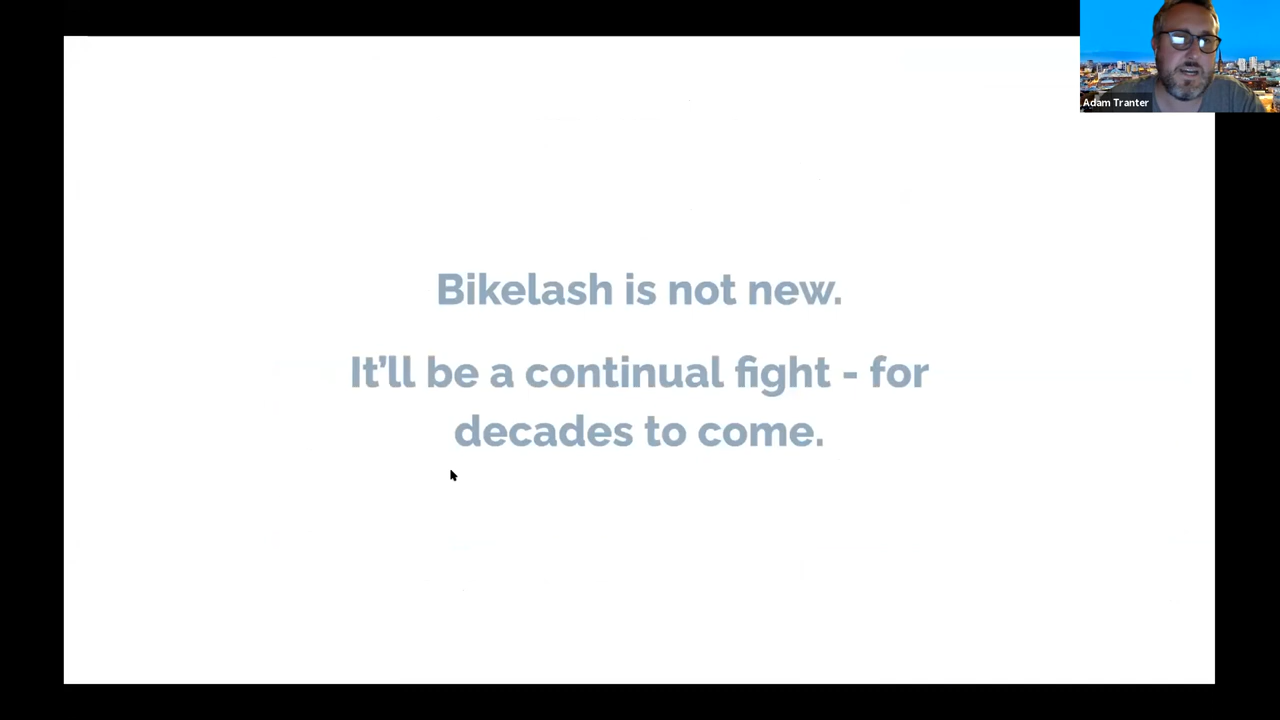 Adam Tranter
Bikelash is not new.
It’ll be a continual fight - for
decades to come.